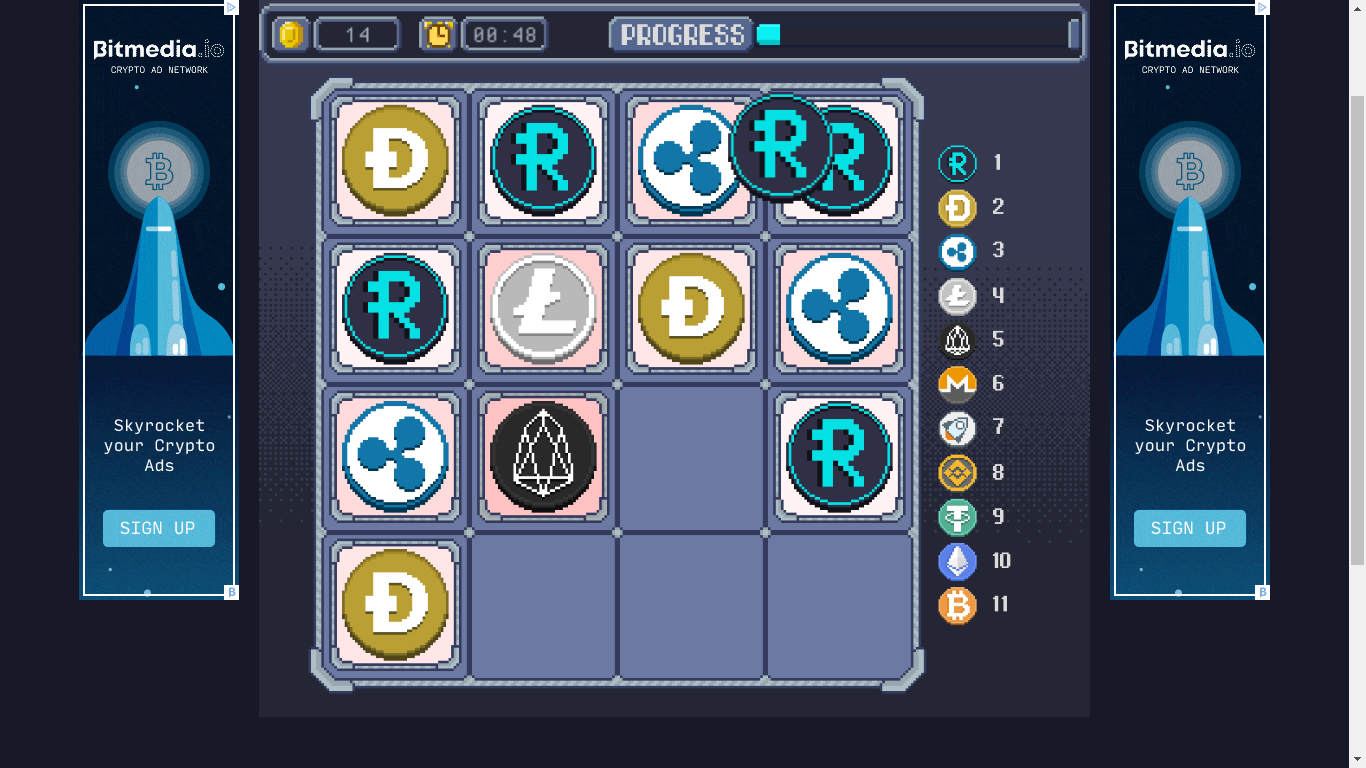 Bitmedia.io
CRYPTO AD NETWORK
Skyrocket
your Crypto
Ads
SIGN UP
14
00:48
PROGRESS
1
2
3
4
5
6
7
8
9
10
11
Bitmedia.io
CRYPTO AD NETWORK
Skyrocket
your Crypto
Ads
SIGN UP